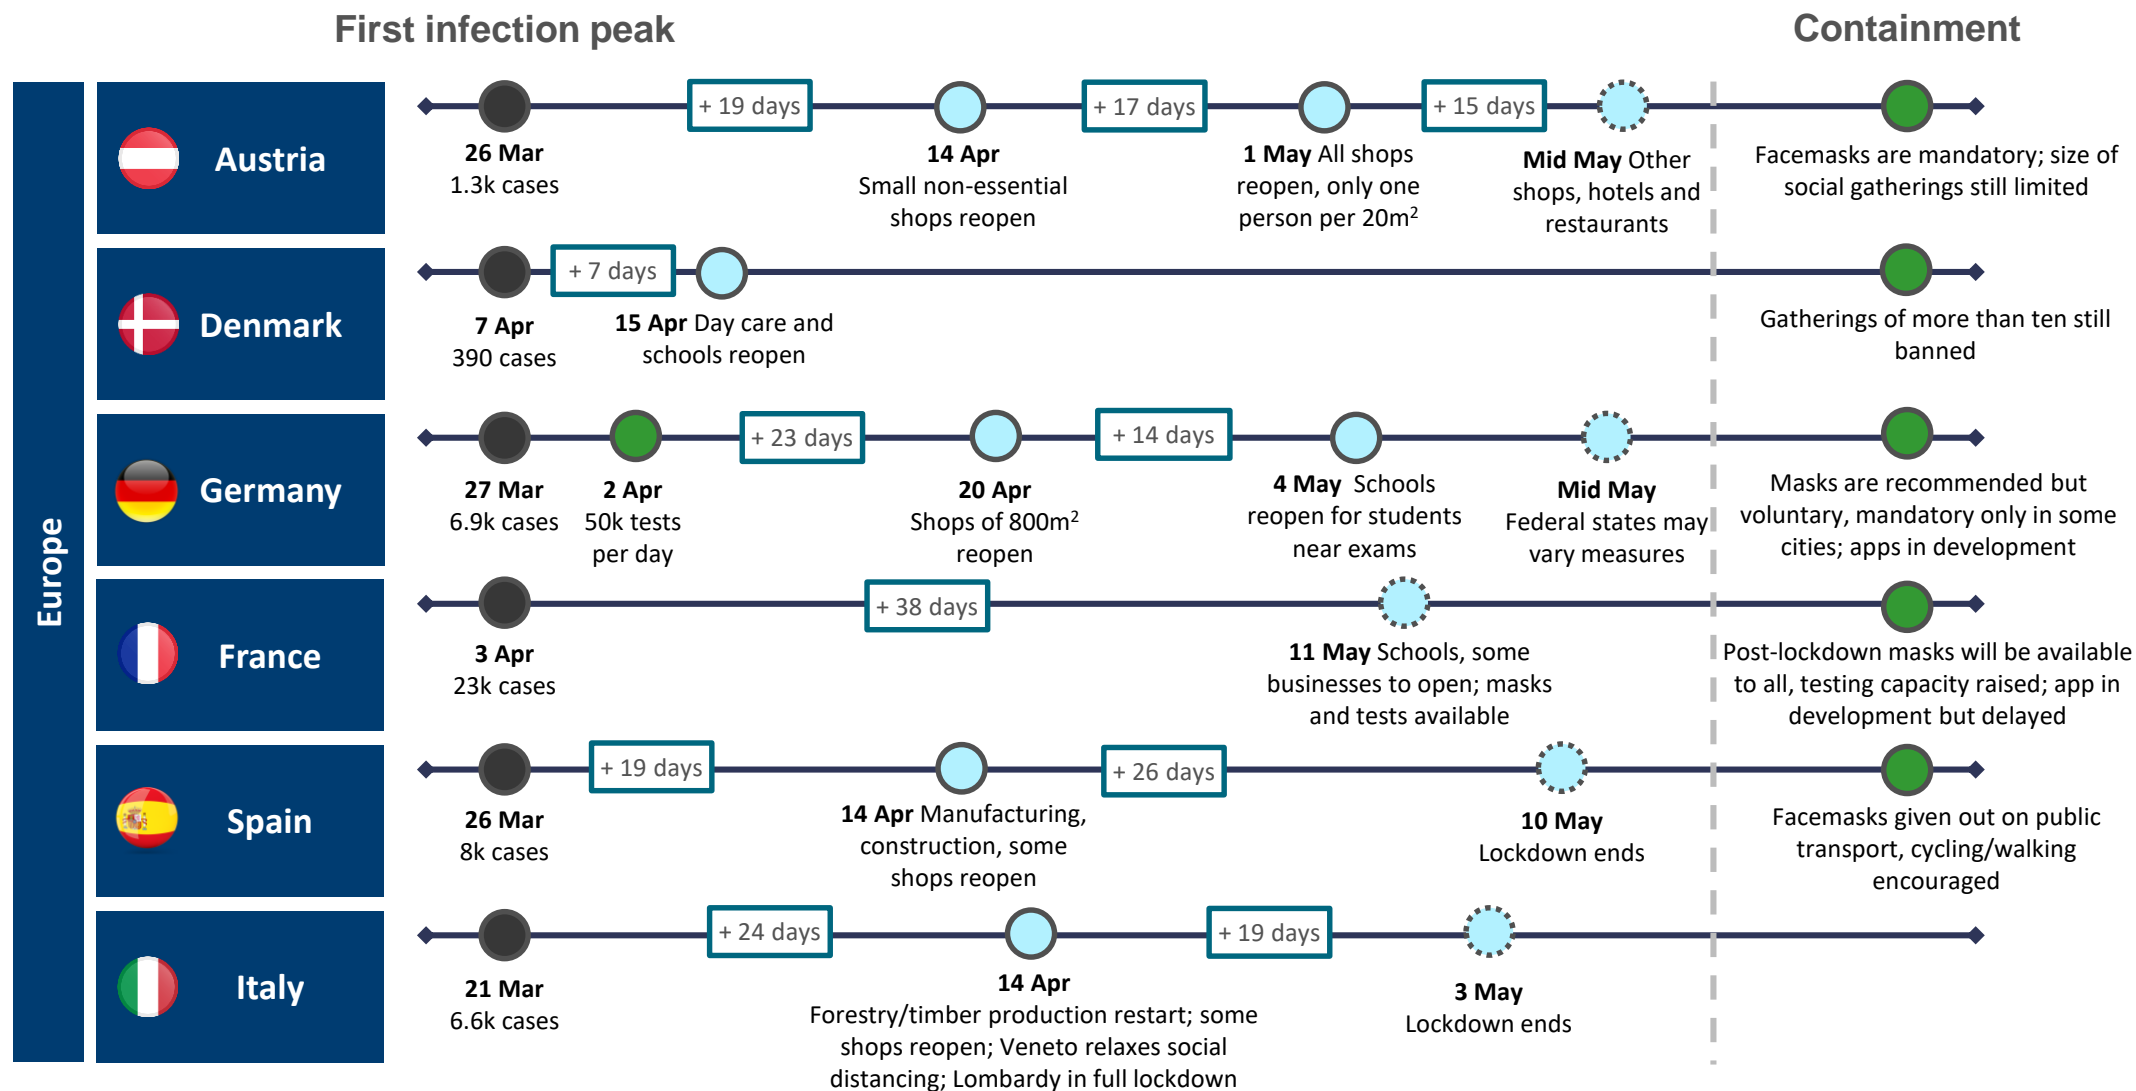 First infection peak
Containment
Europe
Austria
+ 19 days
+ 17 days
+ 15 days
26 Mar
1.3k cases
14 Apr
Small non-essential
shops reopen
1 May All shops
reopen, only one
person per 20m²
Mid May Other
shops, hotels and
restaurants
Facemasks are mandatory; size of
social gatherings still limited
Denmark
+ 7 days
7 Apr
390 cases
15 Apr Day care and
schools reopen
Gatherings of more than ten still
banned
Germany
+ 23 days
+ 14 days
27 Mar
6.9k cases
2 Apr
50k tests
per day
20 Apr
Shops of 800m²
reopen
4 May Schools
reopen for students
near exams
Mid May
Federal states may
vary measures
Masks are recommended but
voluntary, mandatory only in some
cities; apps in development
France
+ 38 days
3 Apr
23k cases
11 May Schools, some
businesses to open; masks
and tests available
Post-lockdown masks will be available
to all, testing capacity raised; app in
development but delayed
Spain
+ 19 days
+ 26 days
26 Mar
8k cases
14 Apr Manufacturing,
construction, some
shops reopen
10 May
Lockdown ends
Facemasks given out on public
transport, cycling/walking
encouraged
Italy
+ 24 days
+ 19 days
21 Mar
6.6k cases
14 Apr
Forestry/timber production restart; some
shops reopen; Veneto relaxes social
distancing; Lombardy in full lockdown
3 May
Lockdown ends